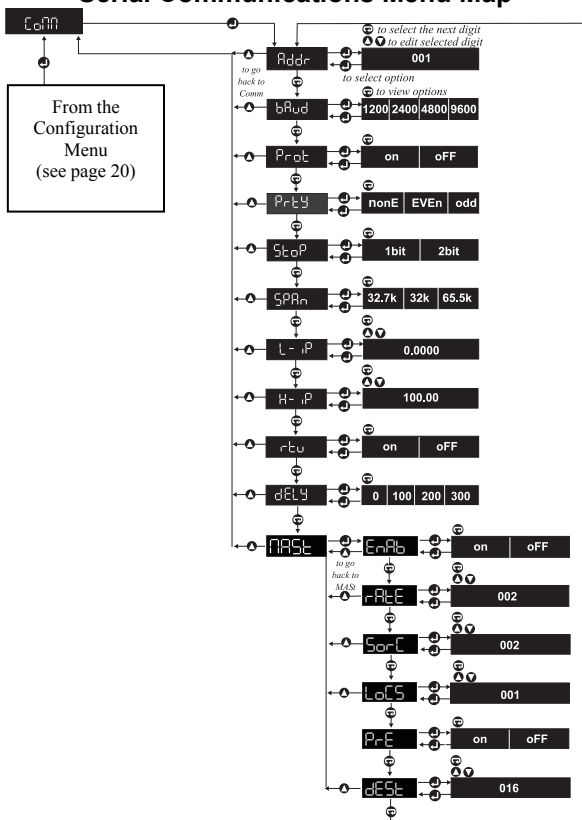 Serial Communications Menu Map
CoMM
to select the next digit
to edit selected digit
Addr
001
to go
back to
Comm
to select option
to view options
bAud
1200 2400 4800 9600
From the
Configuration
Menu
(see page 20)
Prot
on oFF
PrtY
nonE EVEn odd
StoP
1bit 2bit
SPAn
32.7k 32k 65.5k
L-iP
0.0000
H-iP
100.00
rtu
on oFF
dELY
0 100 200 300
MASt
EnAb
on oFF
to go
back to
MASt
rAtE
002
SorC
002
LoCS
001
PrE
on oFF
dESt
016